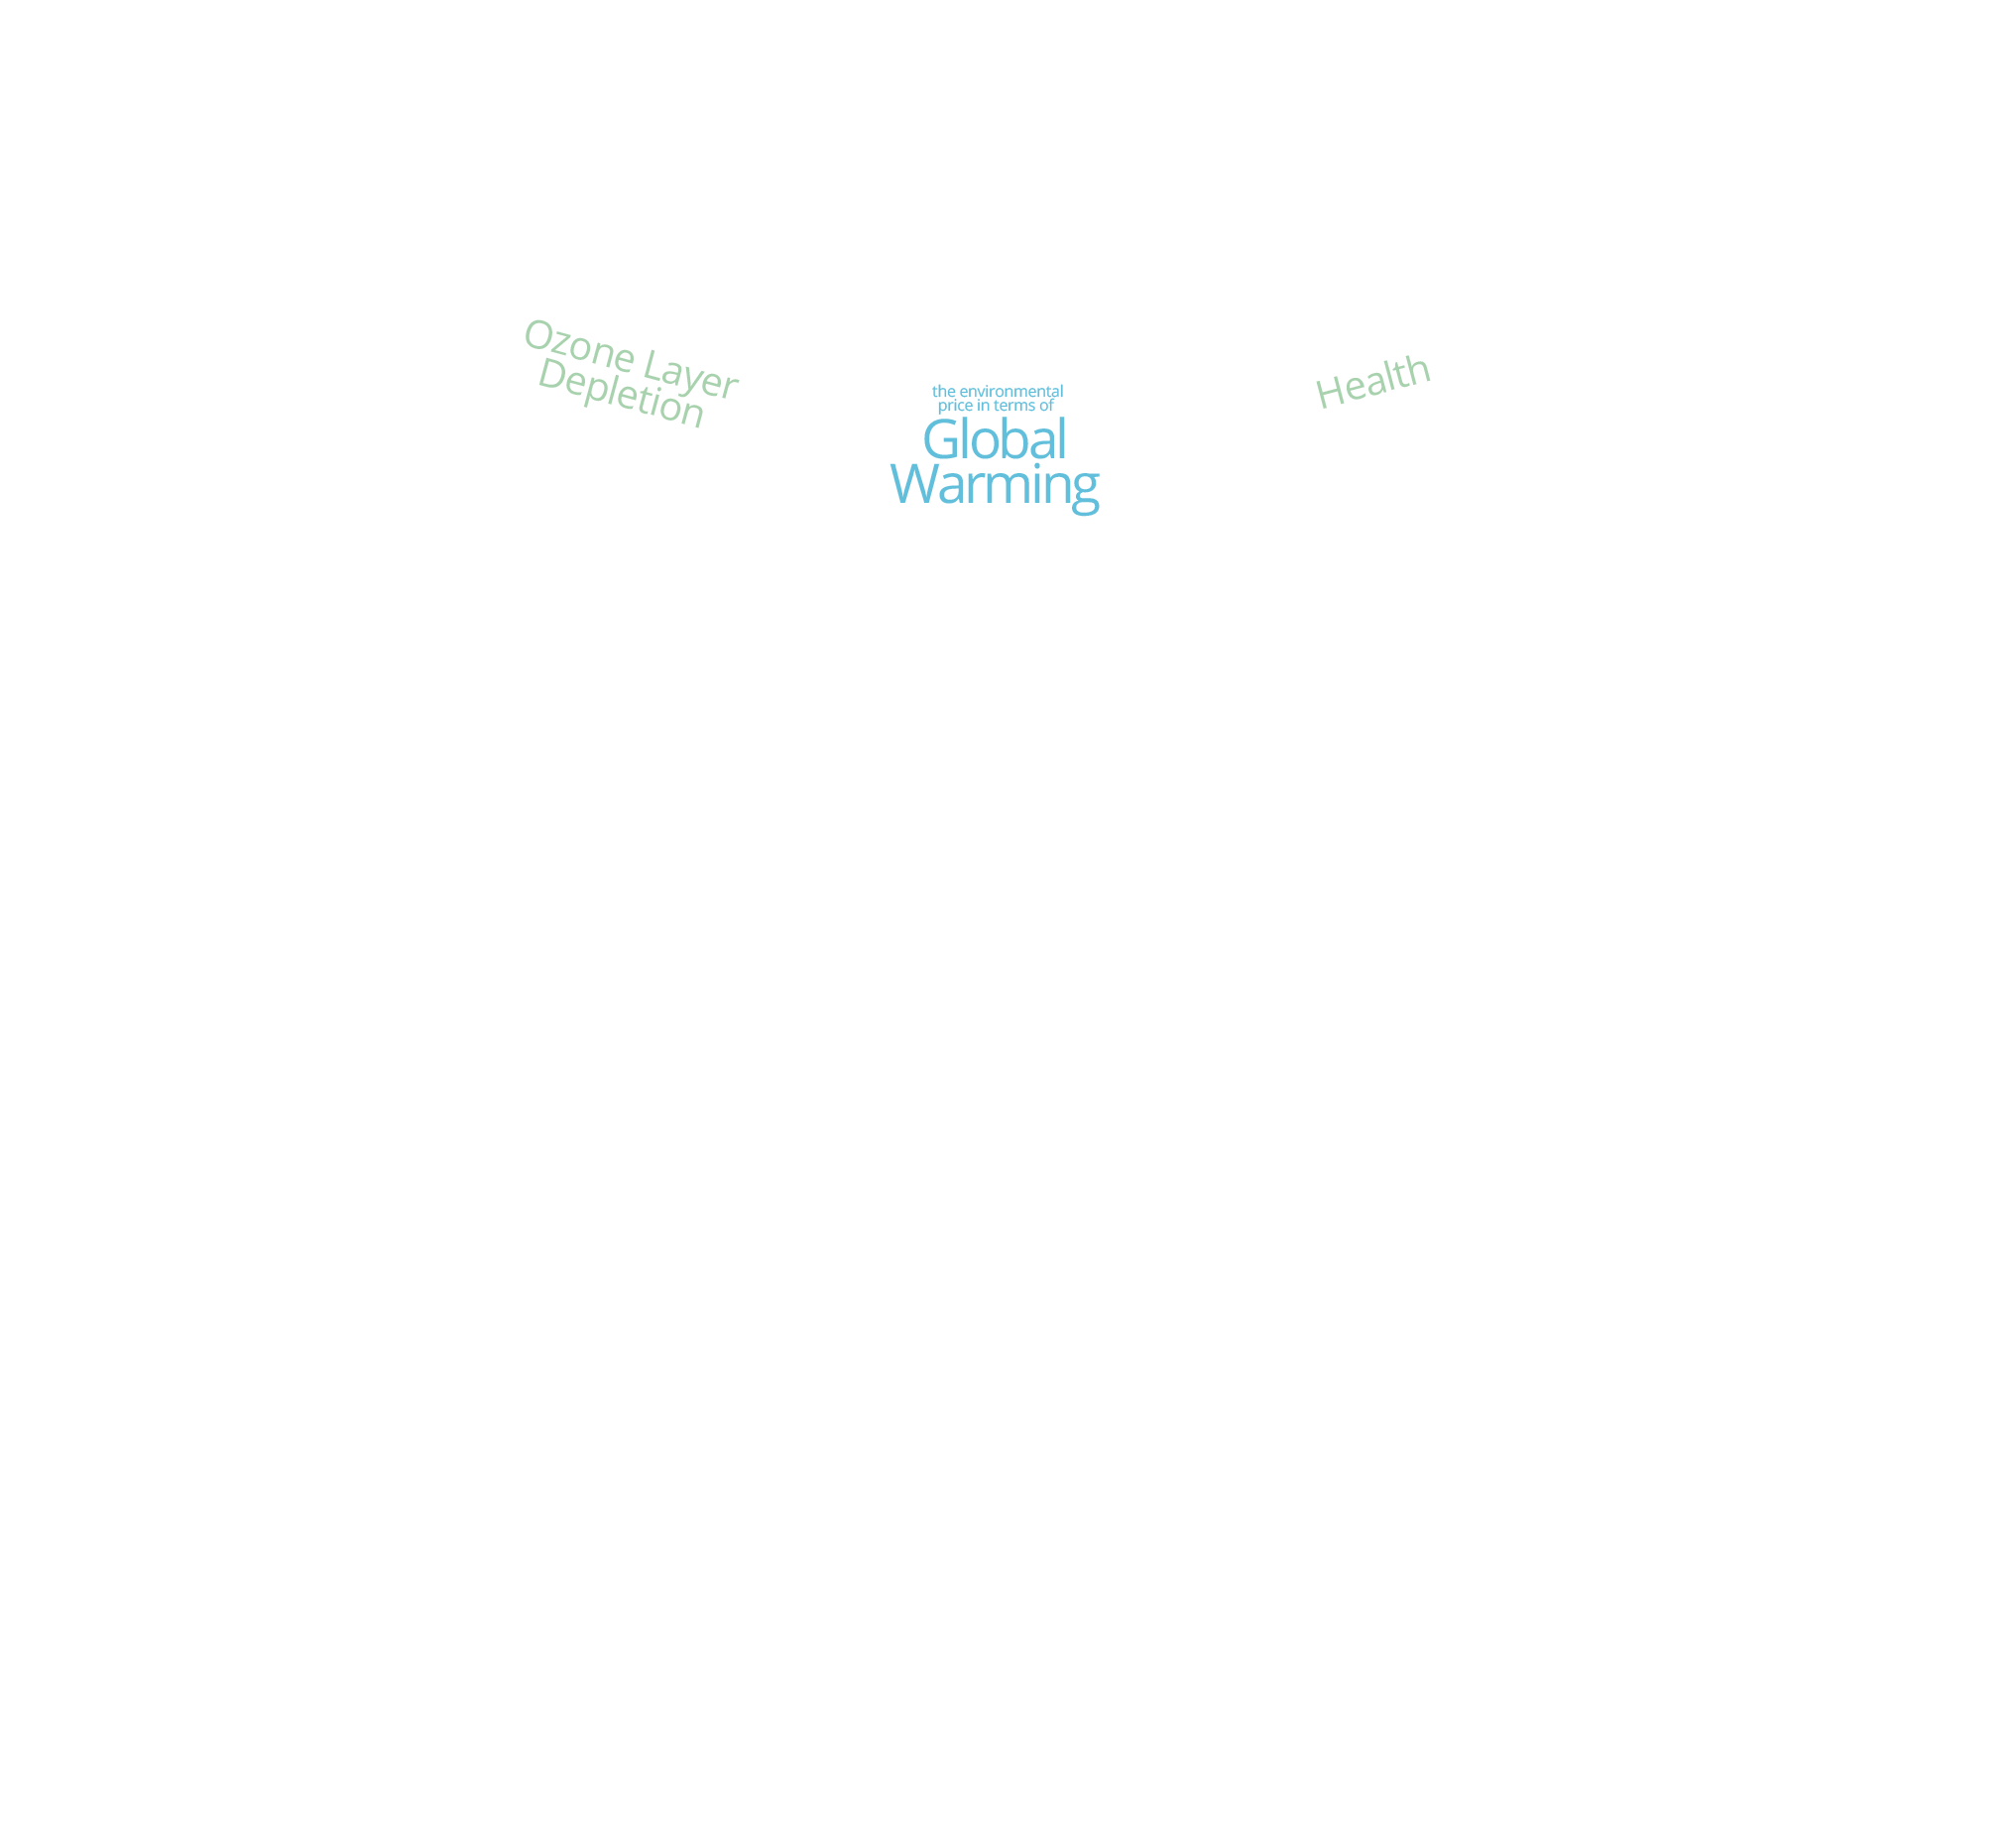 Ozone Layer
Depletion
the environmental
price in terms of
Global
Warming
Health